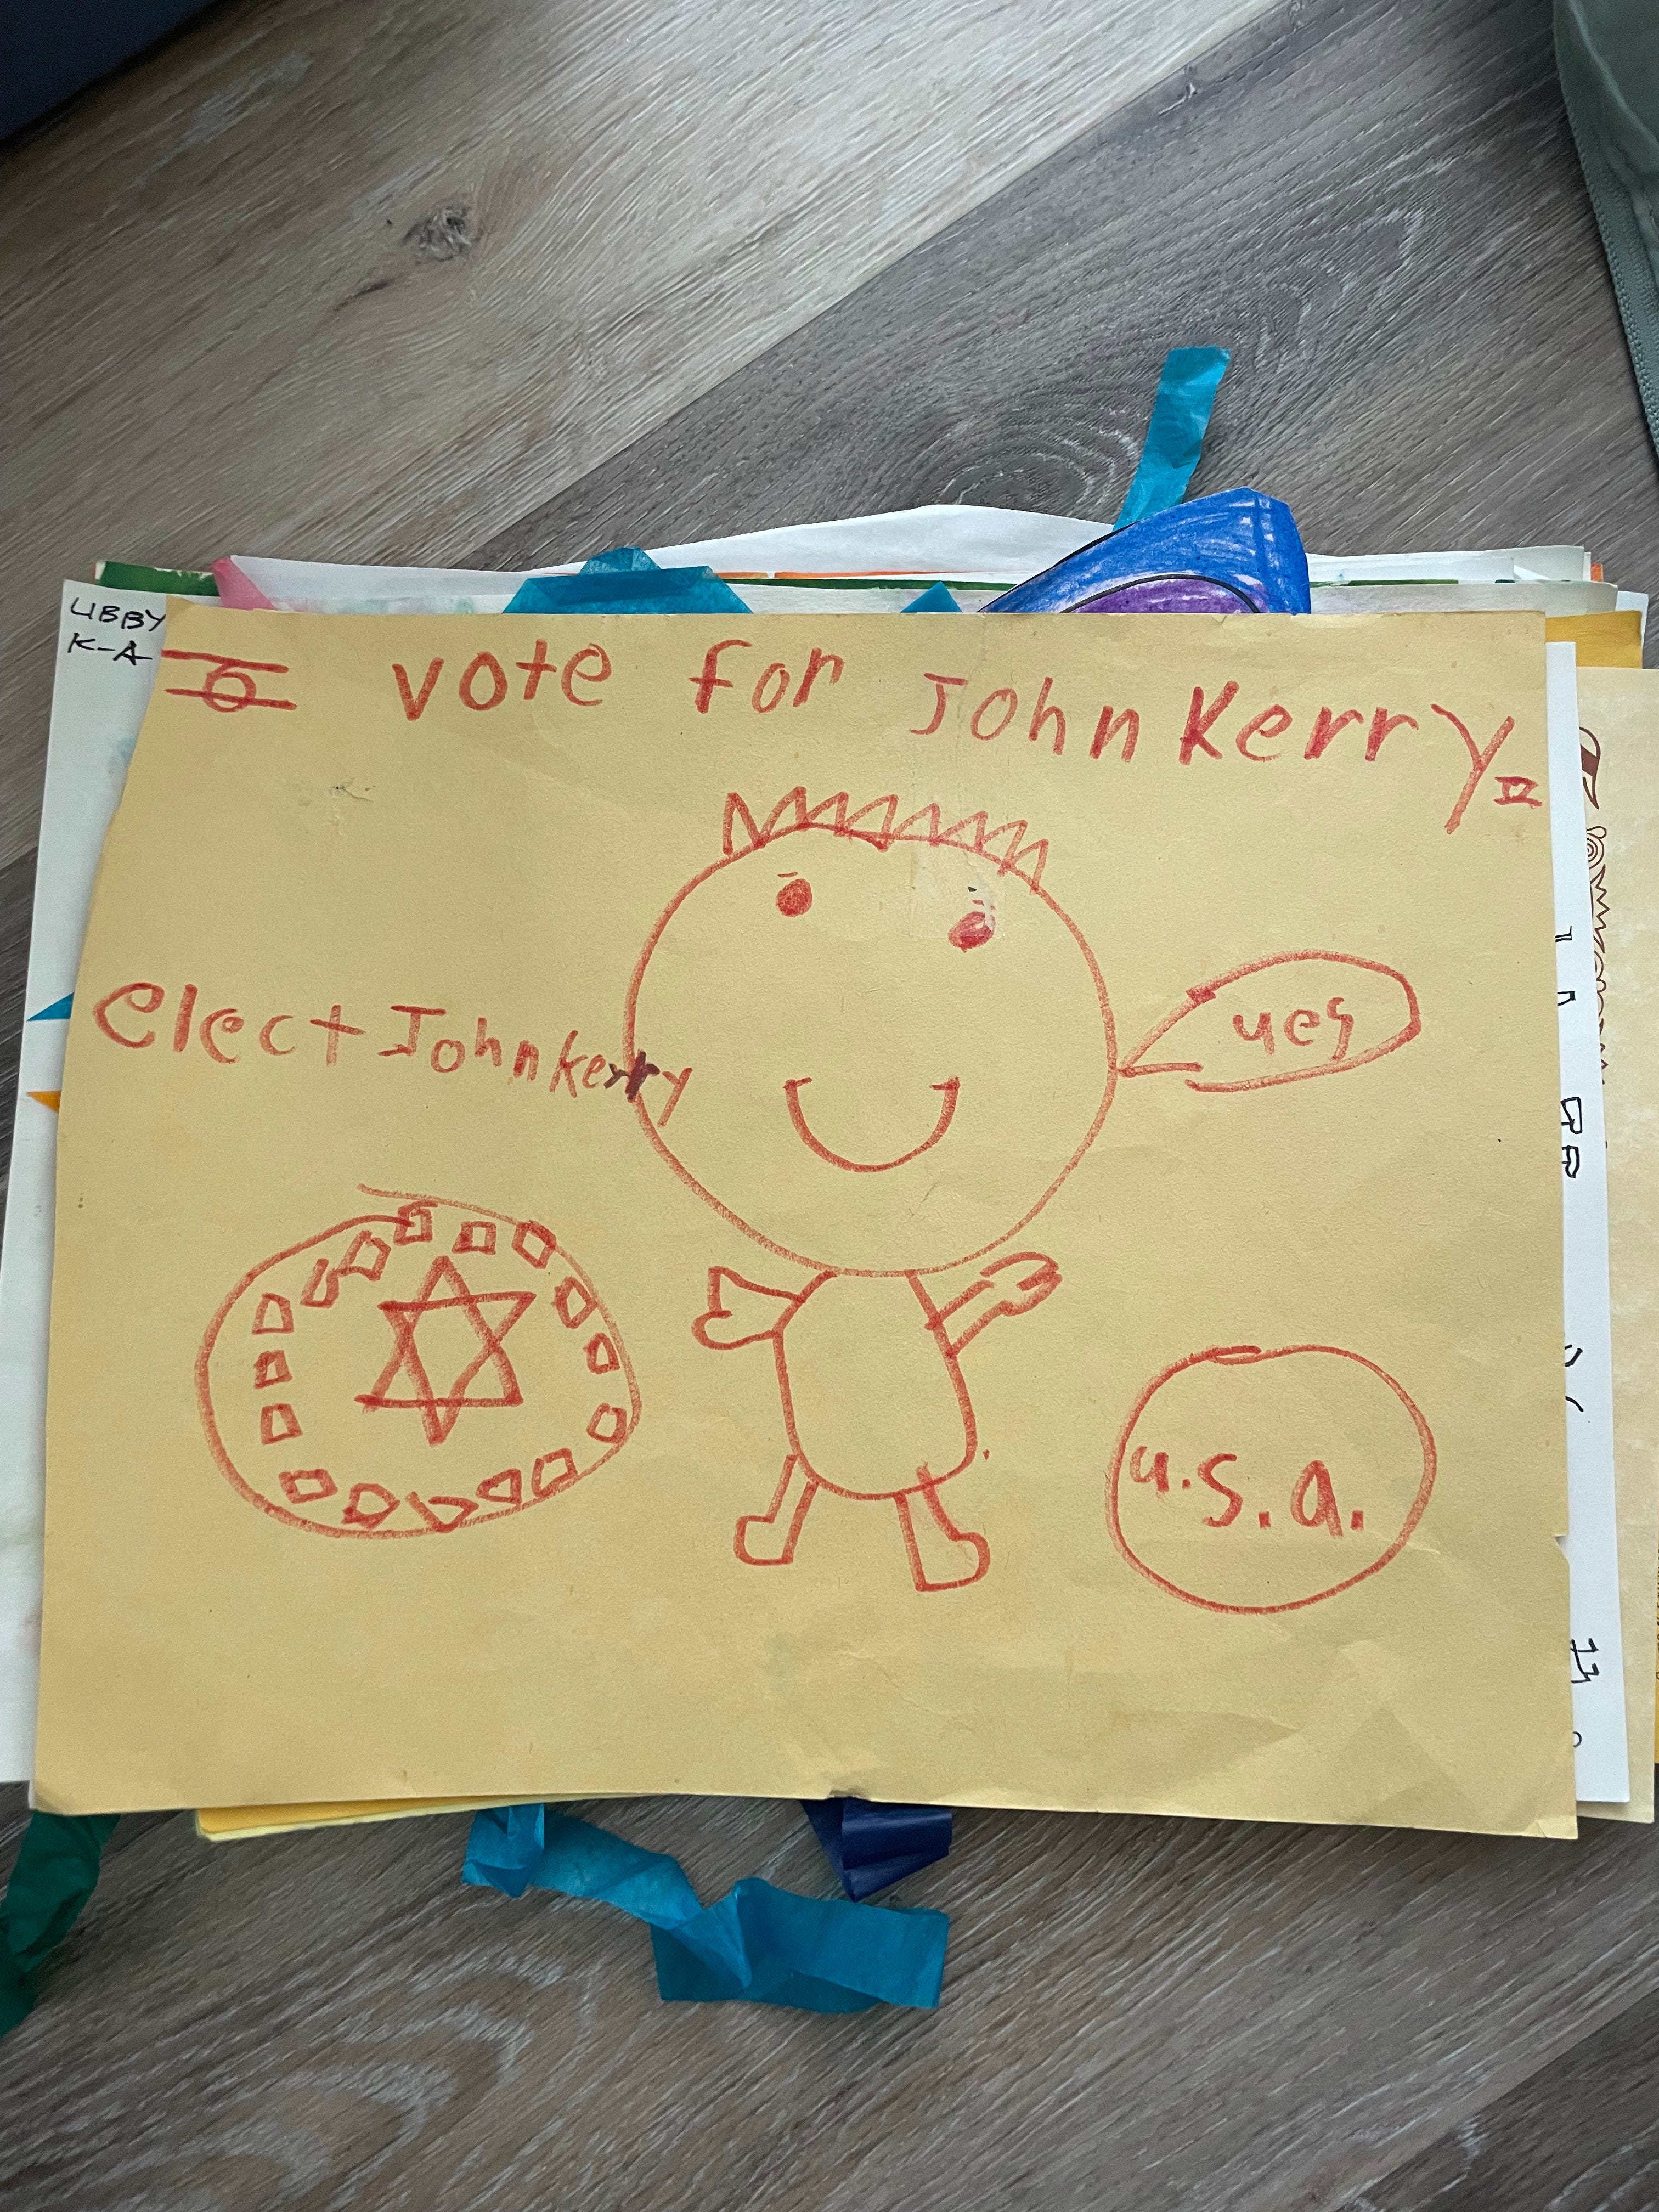 LIBBY
K-A
vote for John Kerry
elect John kerry
yes
u.s.a.